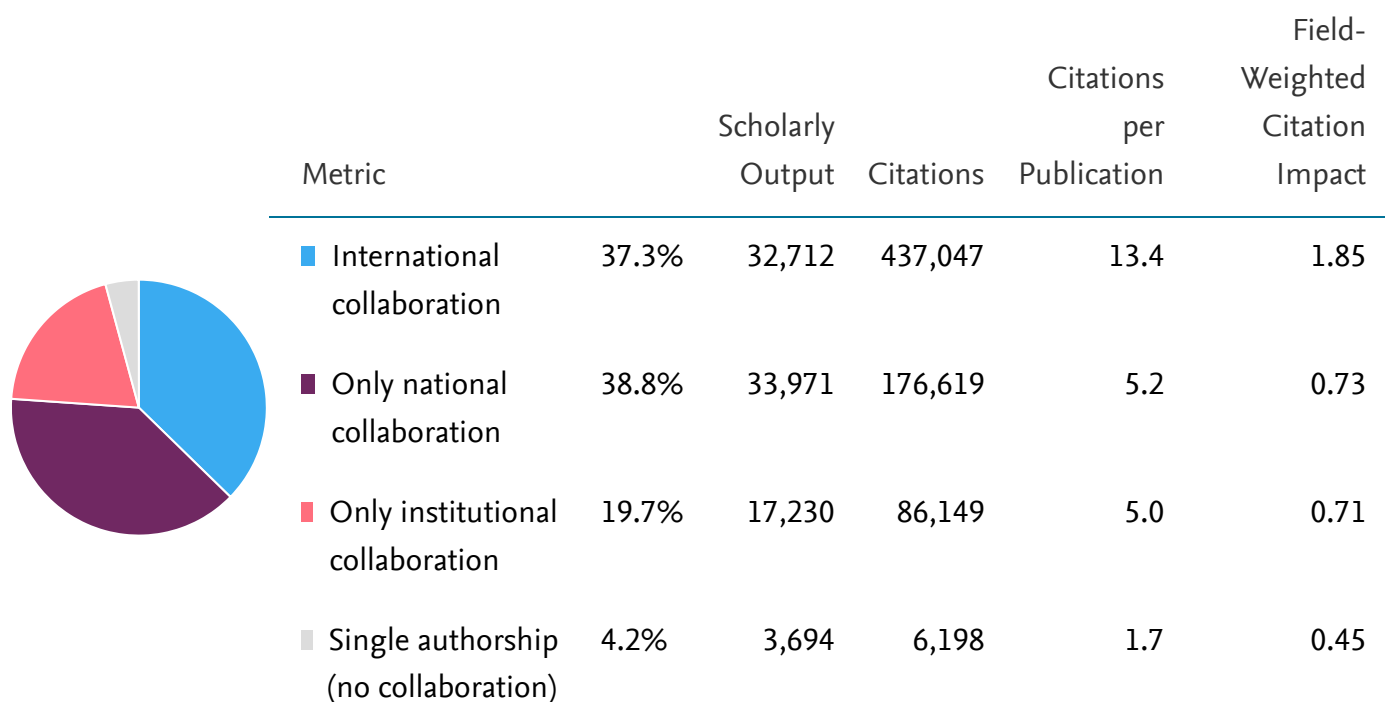 Field-
Citations Weighted
Scholarly per Citation
Metric Output Citations Publication Impact
International 37.3% 32,712 437,047 13.4 1.85
collaboration
Only national 38.8% 33,971 176,619 5.2 0.73
collaboration
Only institutional 19.7% 17,230 86,149 5.0 0.71
collaboration
Single authorship 4.2% 3,694 6,198 1.7 0.45
(no collaboration)